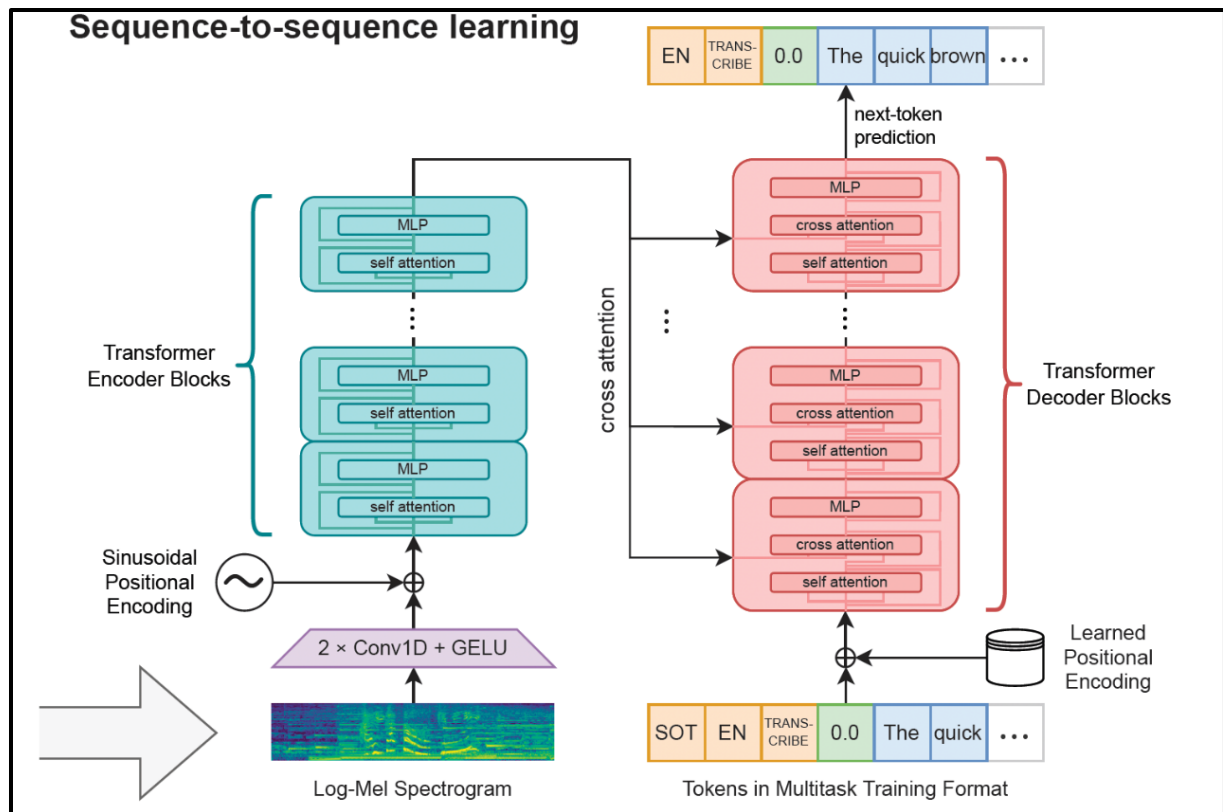 Sequence-to-sequence learning
EN TRANS-CRIBE 0.0 The quick brown ...
next-token
prediction
MLP
self attention
MLP
self attention
MLP
self attention
Transformer
Encoder Blocks
cross attention
MLP
cross attention
self attention
MLP
cross attention
self attention
MLP
cross attention
self attention
Transformer
Decoder Blocks
Sinusoidal
Positional
Encoding
2 × Conv1D + GELU
Log-Mel Spectrogram
Learned
Positional
Encoding
SOT EN TRANS-CRIBE 0.0 The quick ...
Tokens in Multitask Training Format